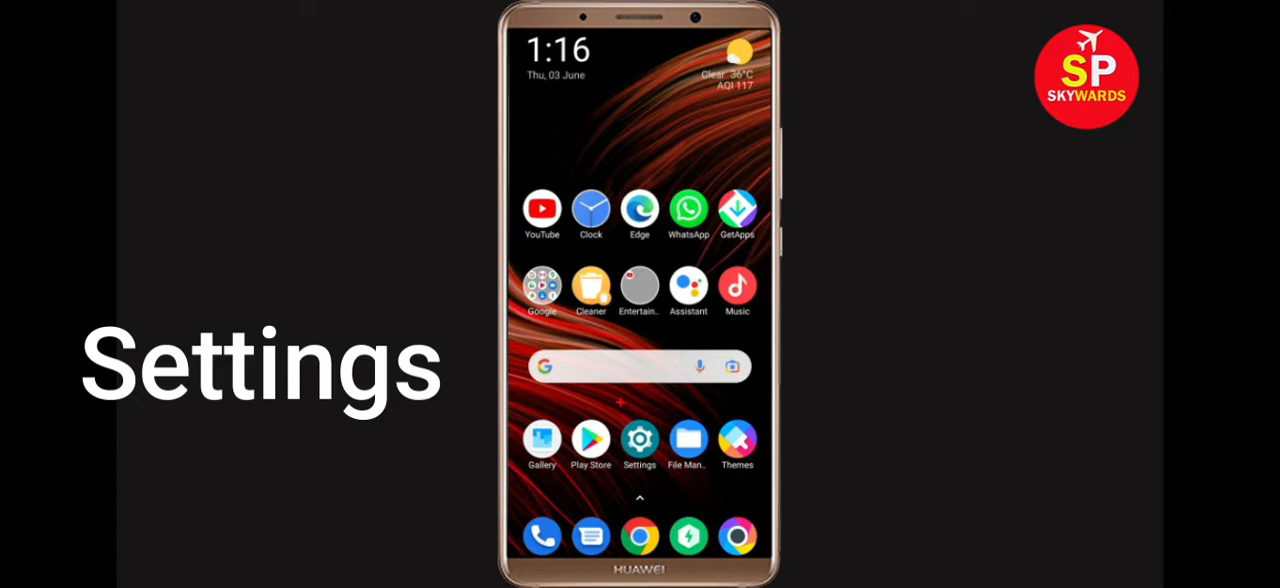 1:16
Thu, 03 June
Clear 36°C
AQI 117
SP
SKYWARDS
YouTube
Clock
Edge
WhatsApp
GetApps
Google
Cleaner
Entertain..
Assistant
Music
Settings
Gallery
Play Store
Settings
File Man..
Themes
HUAWEI